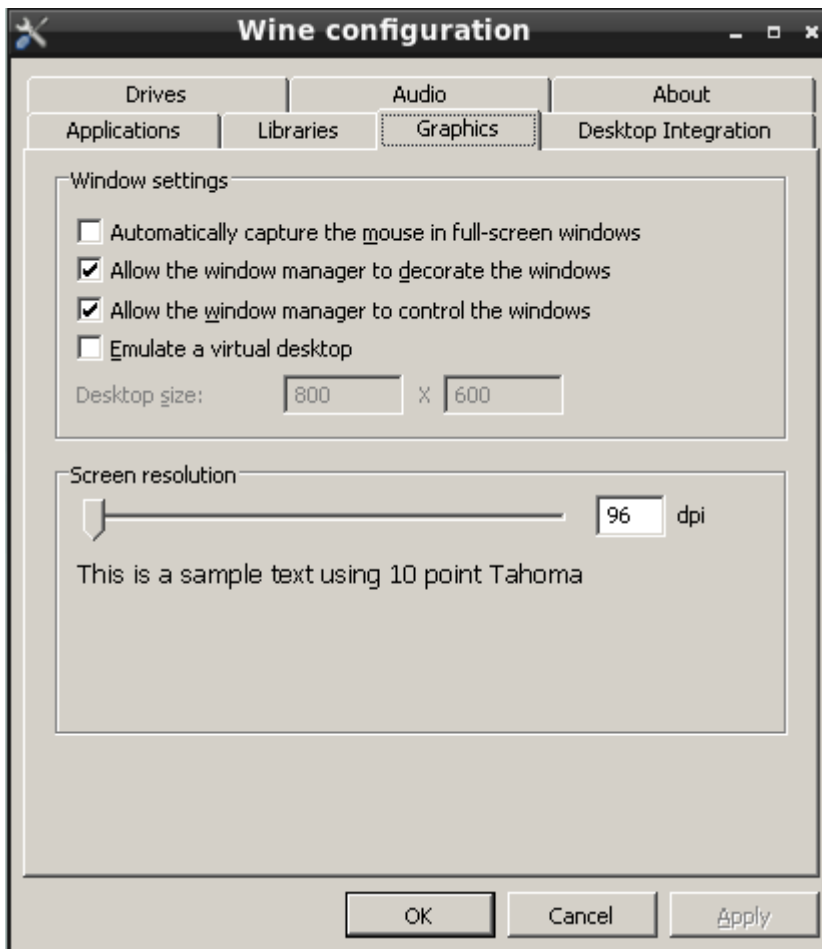 Wine configuration
Drives Audio About
Applications Libraries Graphics Desktop Integration
Window settings
Automatically capture the mouse in full-screen windows
Allow the window manager to decorate the windows
Allow the window manager to control the windows
Emulate a virtual desktop
Desktop size: 800 X 600
Screen resolution
96 dpi
This is a sample text using 10 point Tahoma
OK Cancel Apply